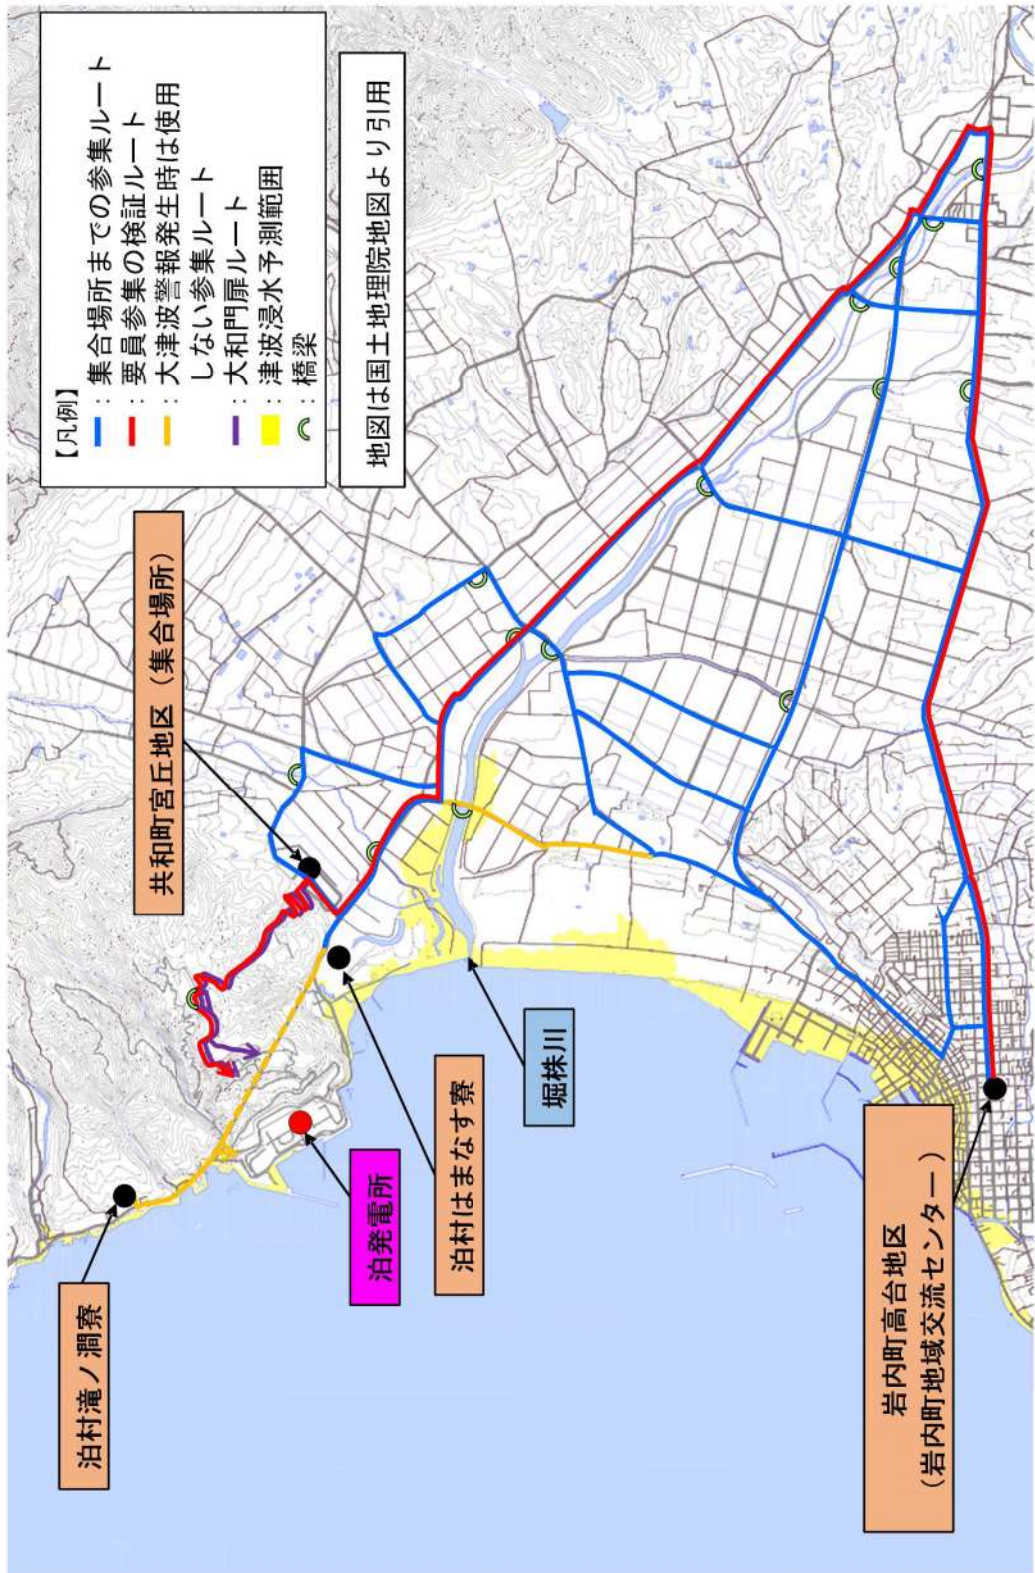 【凡例】
：集合場所までの参集ルート
：要員参集の検証ルート
：大津波警報発生時は使用
しない参集ルート
：大和門扉ルート
：津波浸水予測範囲
：橋梁
地図は国土地理院地図より引用
共和町宮丘地区（集合場所）
泊村滝ノ澗寮
泊発電所
泊村はまなす寮
堀株川
岩内町高台地区
（岩内町地域交流センター）